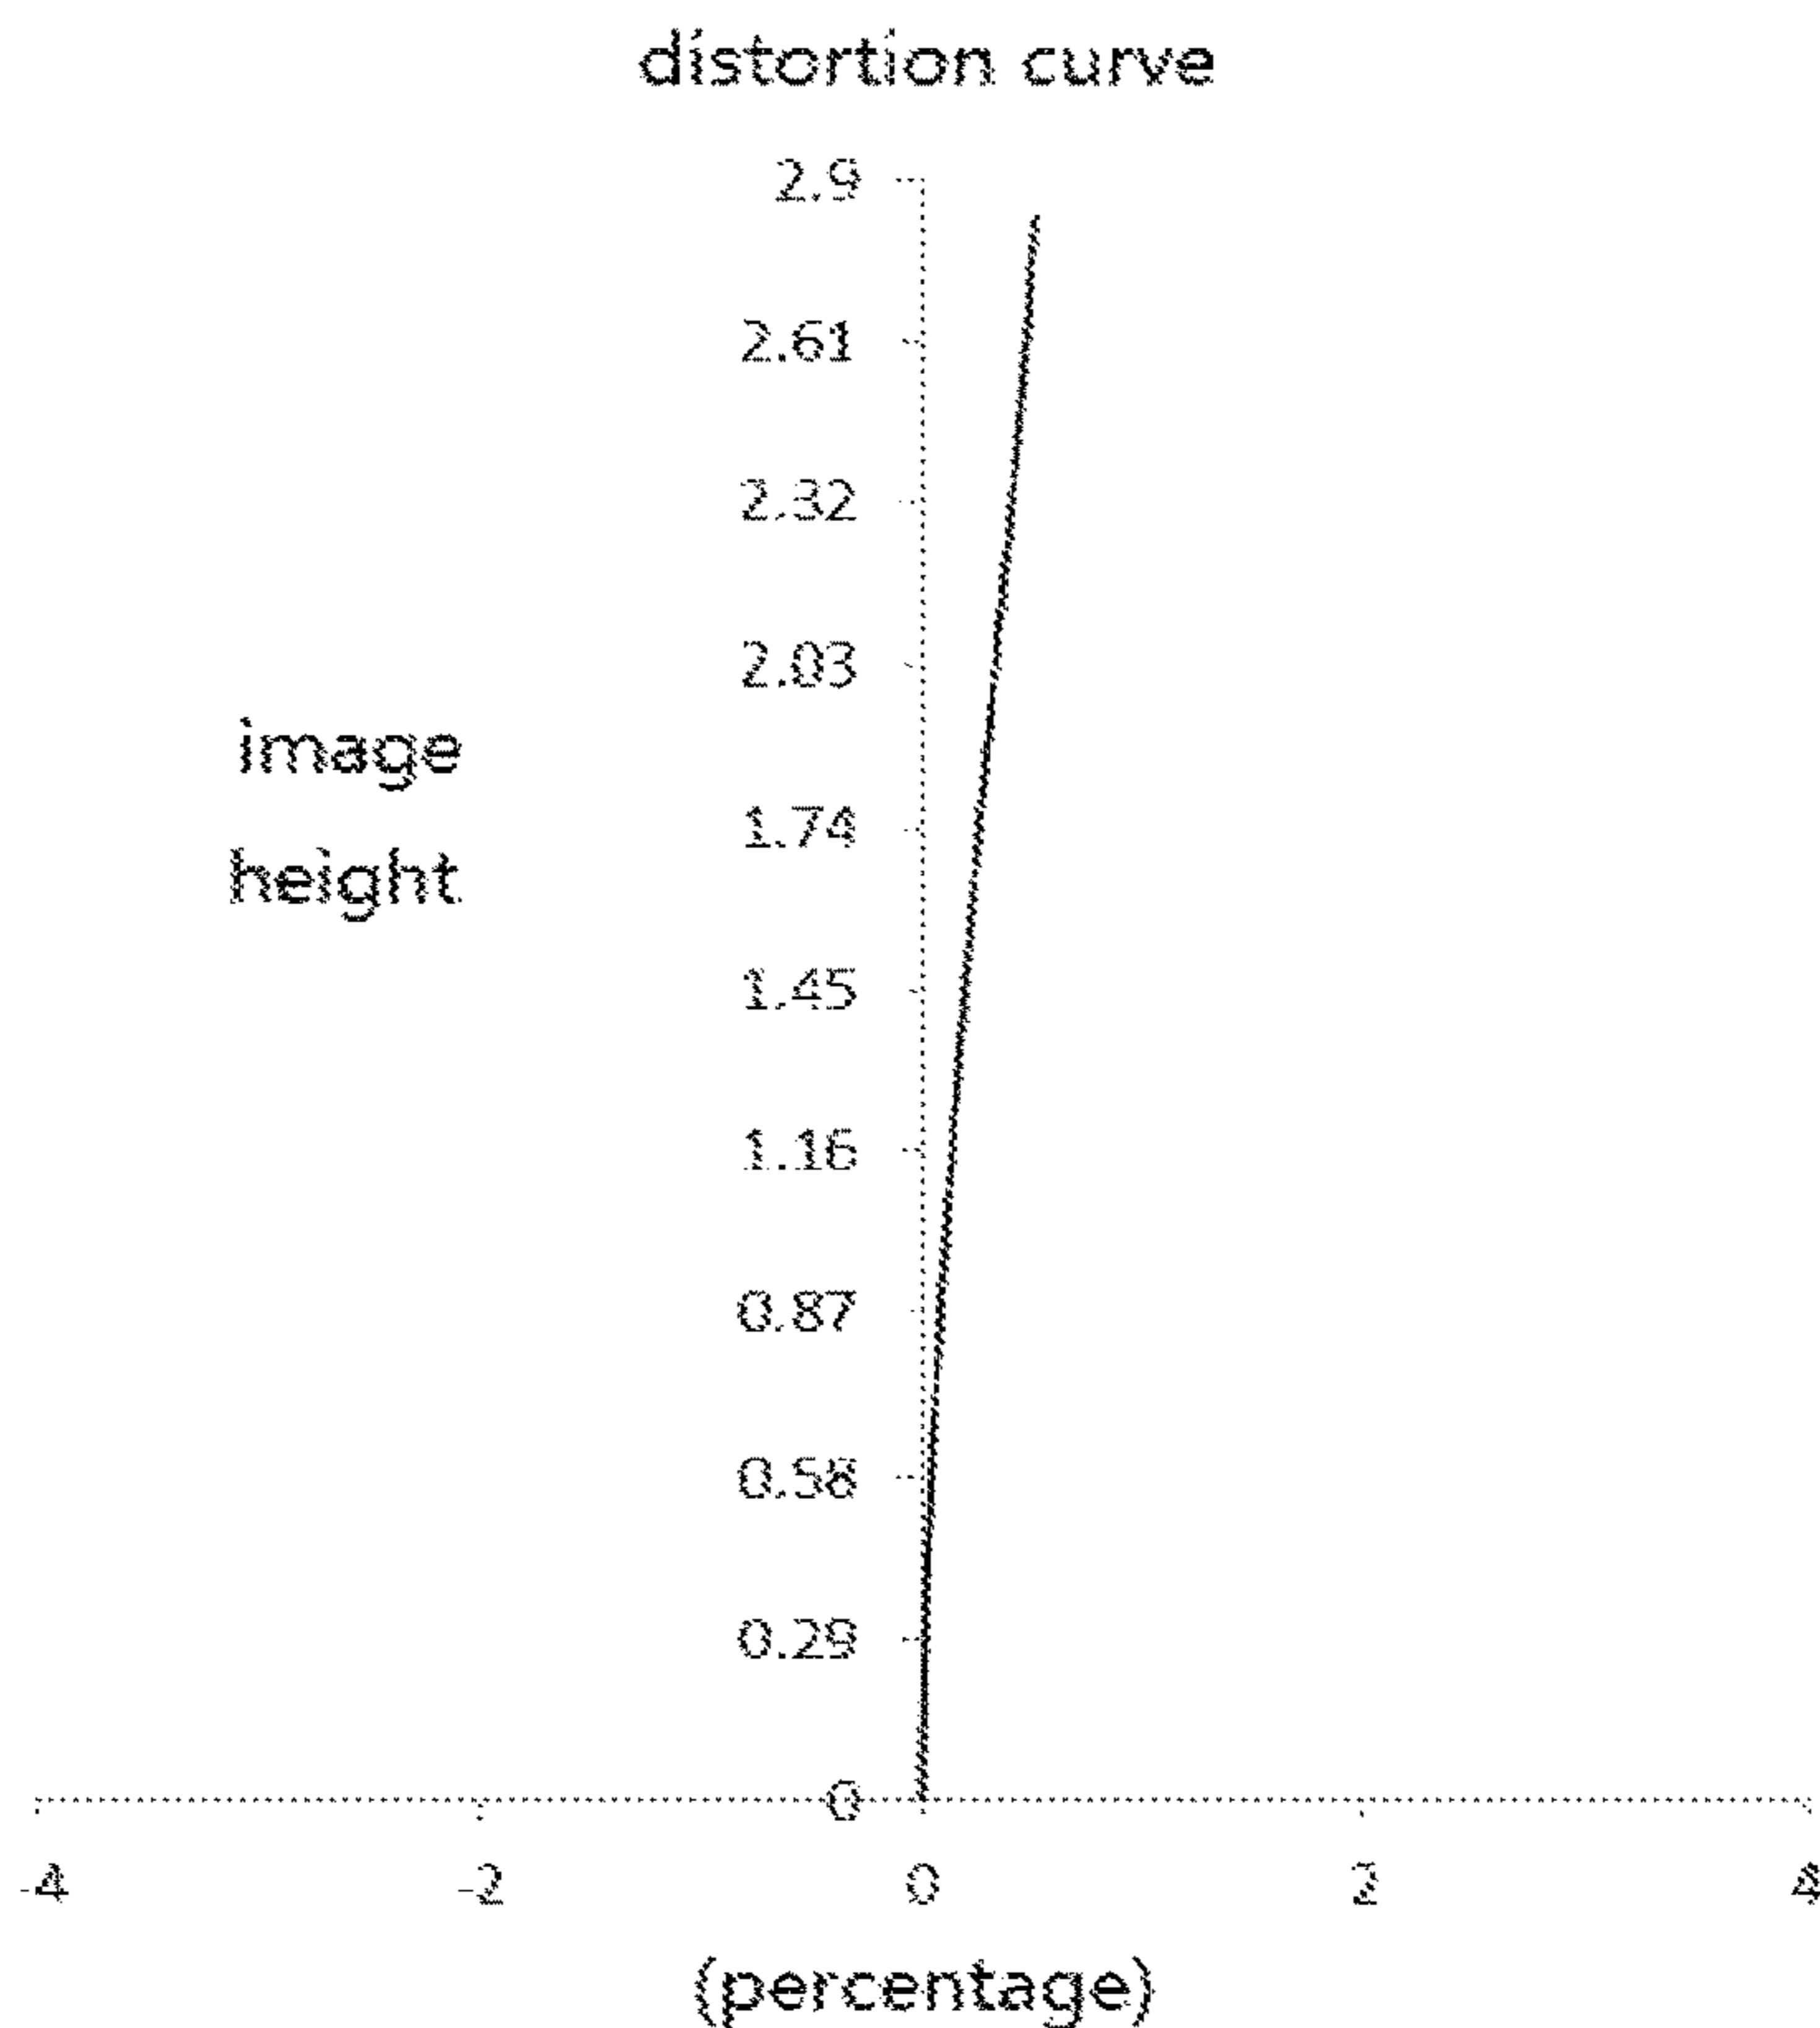 distortion curve
2.9
2.61
2.32
2.03
image
1.74
height
1.45
1.16
0.87
0.58
0.29
0
-4 -2 0 2 4
(percentage)